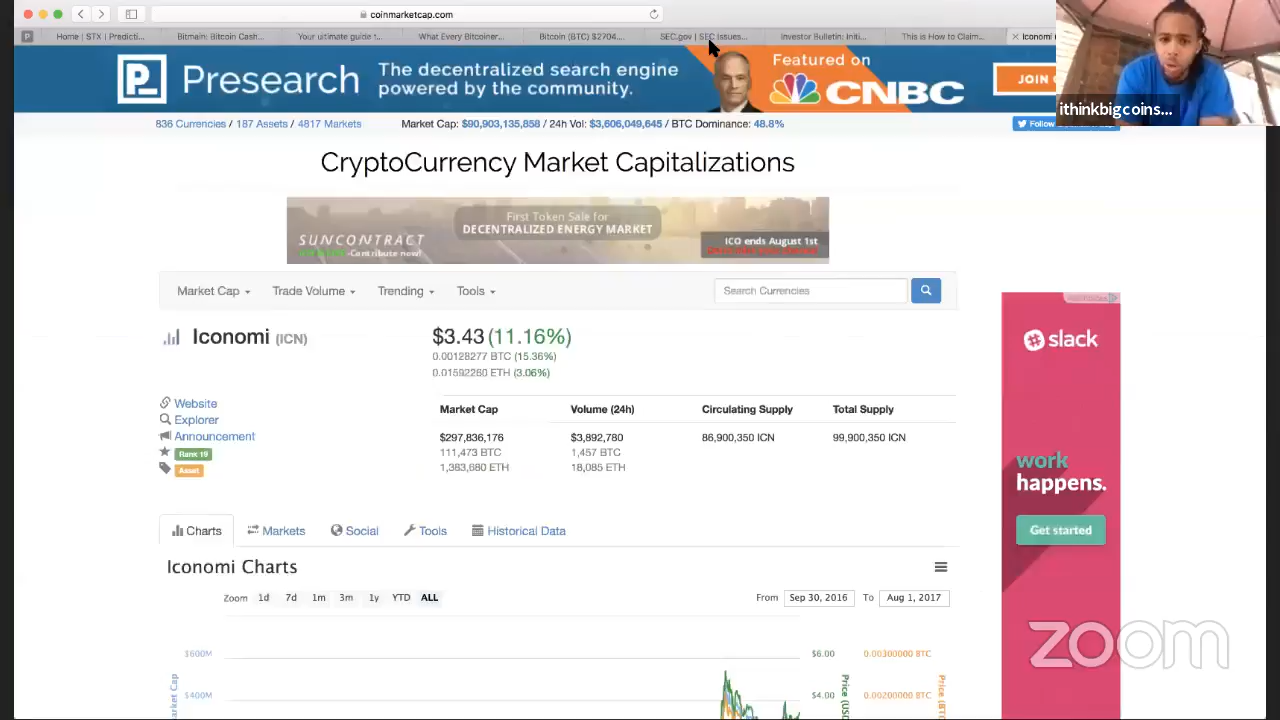 coinmarketcap.com
Home | STX | Predicti...
Bitmain: Bitcoin Cash...
Your ultimate guide t...
What Every Bitcoiner...
Bitcoin (BTC) $2704...
SEC.gov | SEC Issues...
Investor Bulletin: Initi...
This is How to Claim...
Iconomi
Presearch
The decentralized search engine
powered by the community.
Featured on
CNBC
JOIN
ithinkbigcoins...
836 Currencies / 187 Assets / 4817 Markets
Market Cap: $90,903,135,858 / 24h Vol: $3,606,049,645 / BTC Dominance: 48.8%
Follow
CryptoCurrency Market Capitalizations
First Token Sale for
DECENTRALIZED ENERGY MARKET
SUNCONTRACT
-Contribute now!
ICO ends August 1st
Market Cap
Trade Volume
Trending
Tools
Search Currencies
Iconomi (ICN)
$3.43 (11.16%)
0.00128277 BTC (15.36%)
0.01592260 ETH (3.06%)
Website
Explorer
Announcement
Rank 19
Asset
Market Cap
Volume (24h)
Circulating Supply
Total Supply
$297,836,176
$3,892,780
86,900,350 ICN
99,900,350 ICN
111,473 BTC
1,457 BTC
1,383,680 ETH
18,085 ETH
slack
work
happens.
Get started
Charts
Markets
Social
Tools
Historical Data
Iconomi Charts
Zoom 1d 7d 1m 3m 1y YTD ALL
From Sep 30, 2016 To Aug 1, 2017
$600M
$6.00
0.00300000 BTC
$400M
$4.00
0.00200000 BTC
zoom